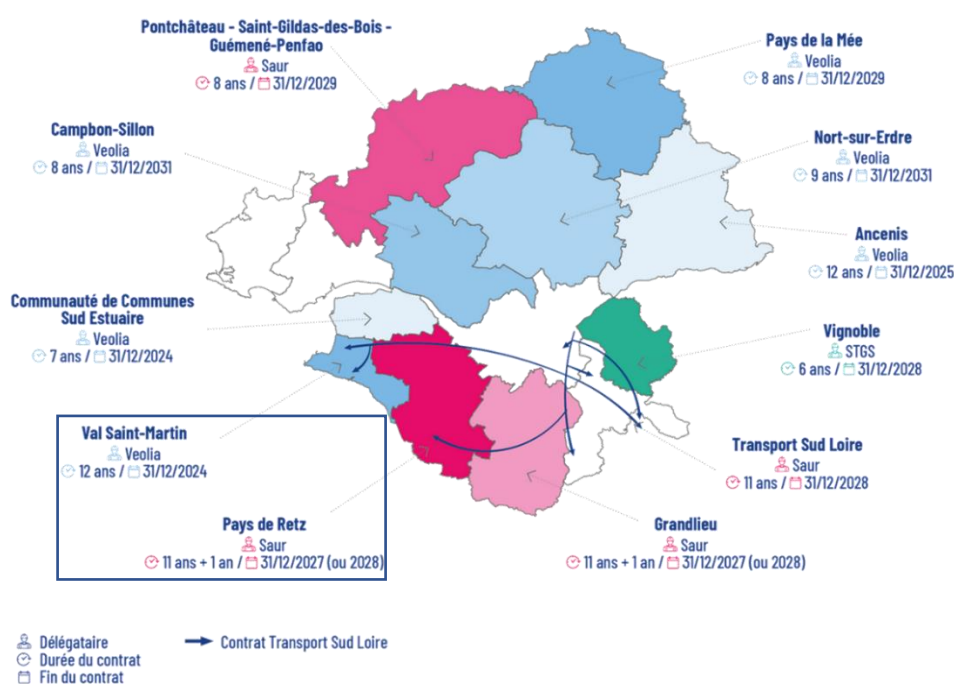 Pontchâteau - Saint-Gildas-des-Bois -
Guémené-Penfao
Saur
8 ans / 31/12/2029
Pays de la Mée
Veolia
8 ans / 31/12/2029
Campbon-Sillon
Veolia
8 ans / 31/12/2031
Nort-sur-Erdre
Veolia
9 ans / 31/12/2031
Ancenis
Veolia
12 ans / 31/12/2025
Communauté de Communes
Sud Estuaire
Veolia
7 ans / 31/12/2024
Vignoble
STGS
6 ans / 31/12/2028
Val Saint-Martin
Veolia
12 ans / 31/12/2024
Transport Sud Loire
Saur
11 ans / 31/12/2028
Pays de Retz
Saur
11 ans + 1 an / 31/12/2027 (ou 2028)
Grandlieu
Saur
11 ans + 1 an / 31/12/2027 (ou 2028)
Délégataire
Durée du contrat
Fin du contrat
Contrat Transport Sud Loire